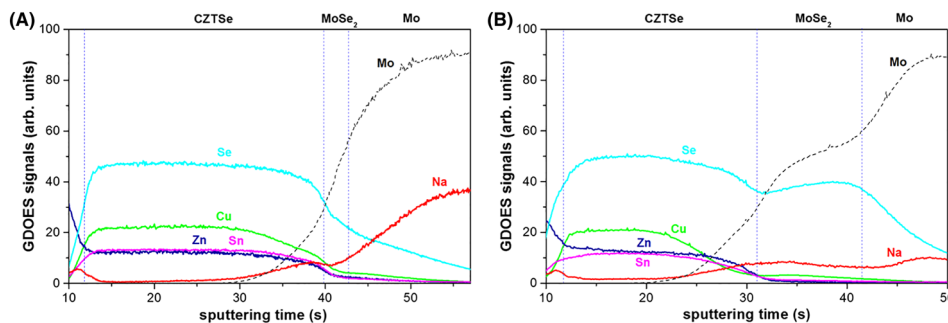 (A)
CZTSe
MoSe2
Mo
100
80
60
40
20
0
GDOES signals (arb. units)
Mo
Se
Na
Cu
Zn
Sn
10
20
30
40
50
sputtering time (s)
(B)
CZTSe
MoSe2
Mo
100
80
60
40
20
0
GDOES signals (arb. units)
Mo
Se
Cu
Zn
Sn
Na
10
20
30
40
50
sputtering time (s)